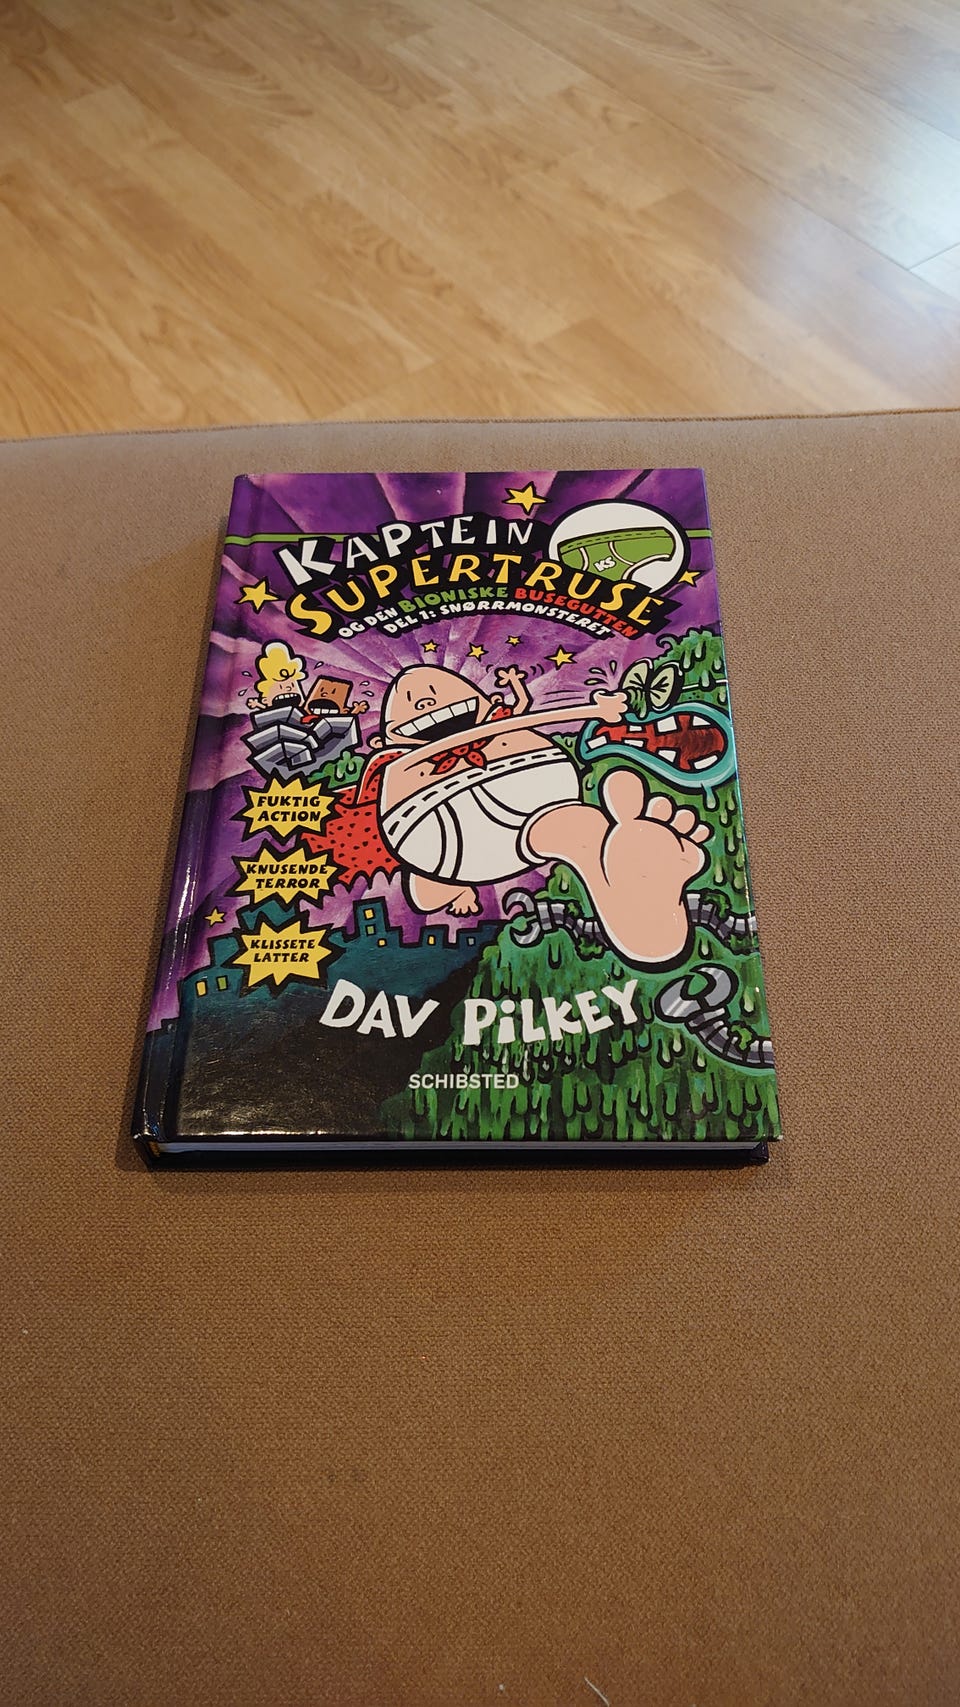 KAPTEIN
SUPERTRUSE
KS
OG DEN BIONISKE BUSEGUTTEN
DEL 1: SNØRRMONSTERET
FUKTIG
ACTION
KNUSENDE
TERROR
KLISSETE
LATTER
DAV PILKEY
SCHIBSTED